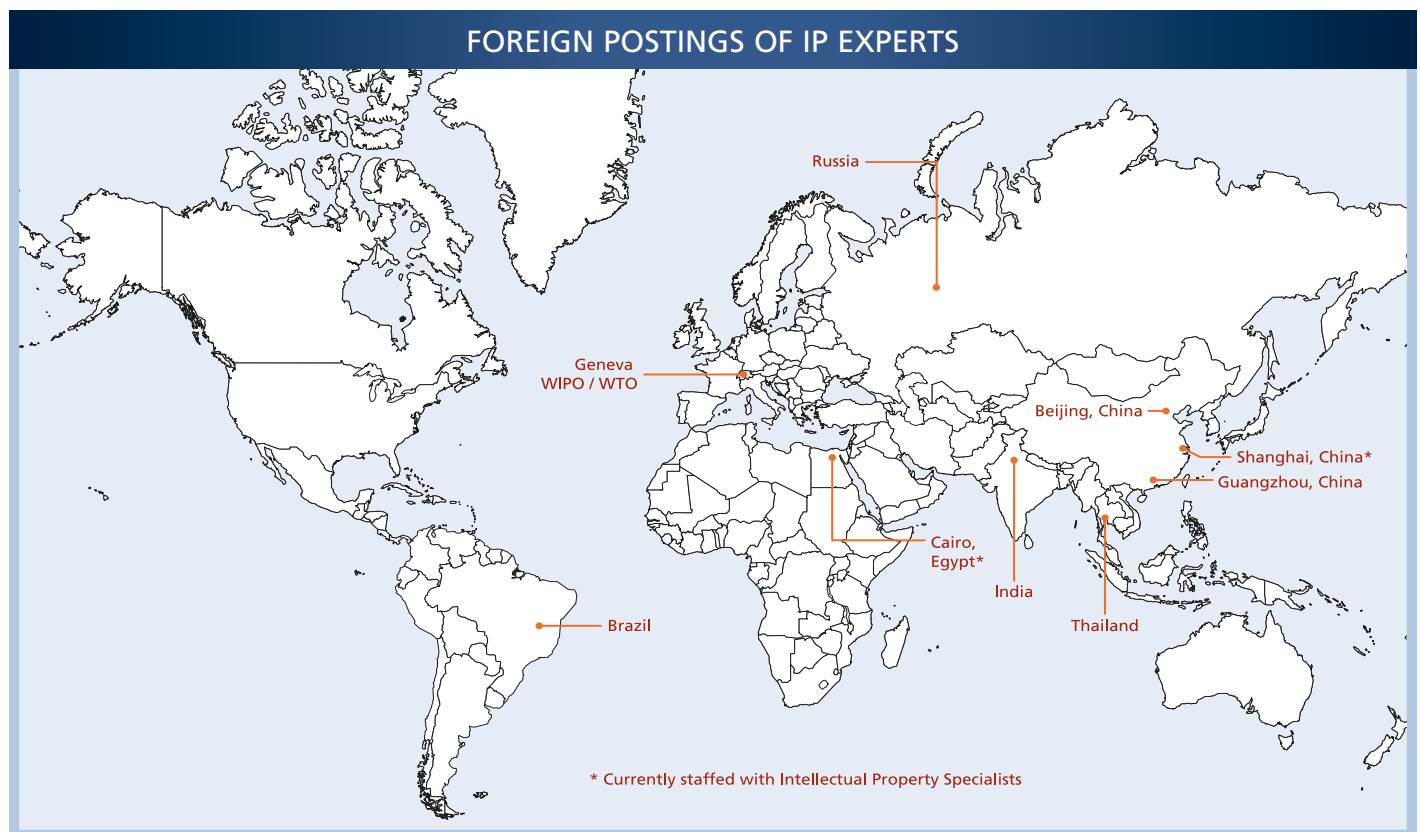 FOREIGN POSTINGS OF IP EXPERTS
Russia
Geneva
WIPO / WTO
Beijing, China
Shanghai, China*
Guangzhou, China
Cairo,
Egypt*
India
Thailand
Brazil
* Currently staffed with Intellectual Property Specialists